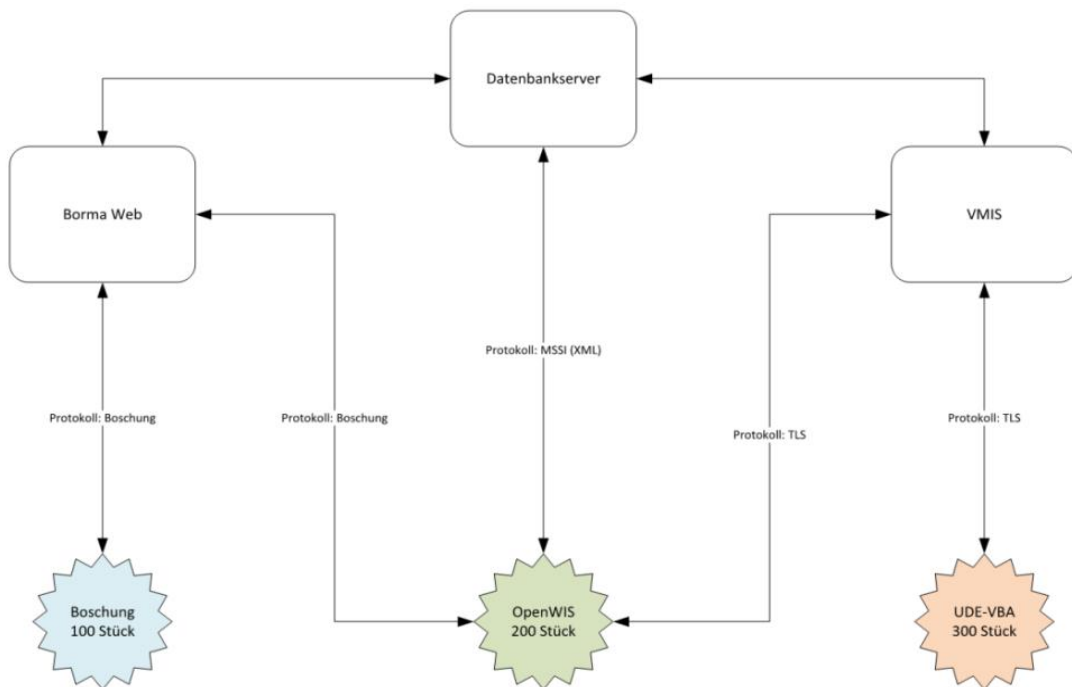 Datenbankserver
Borma Web
VMIS
Protokoll: MSSI (XML)
Protokoll: Boschung
Protokoll: Boschung
Protokoll: TLS
Protokoll: TLS
Boschung
100 Stück
OpenWIS
200 Stück
UDE-VBA
300 Stück